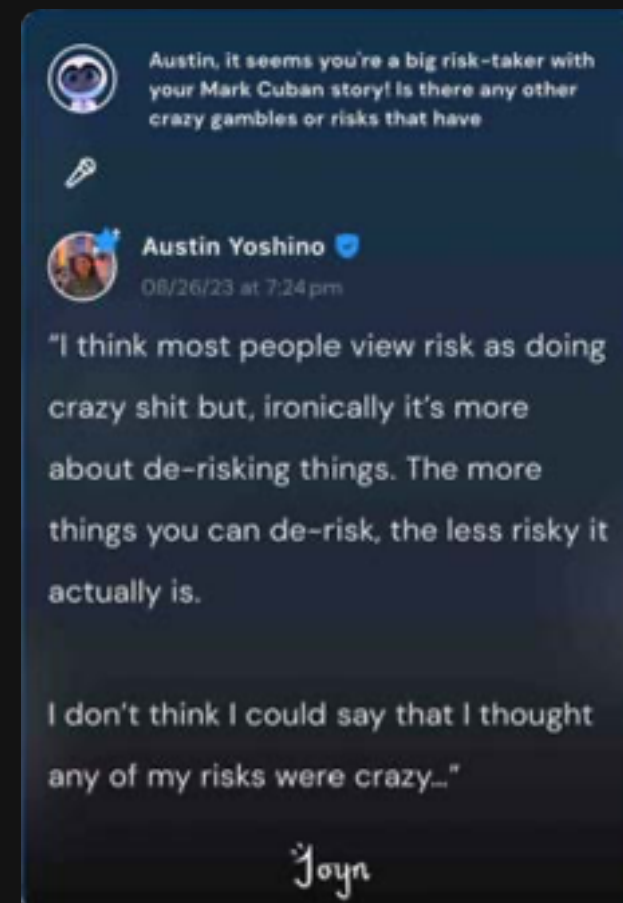 Austin, it seems you're a big risk-taker with
your Mark Cuban story! Is there any other
crazy gambles or risks that have
Austin Yoshino
08/26/23 at 7:24pm
“I think most people view risk as doing
crazy shit but, ironically it's more
about de-risking things. The more
things you can de-risk, the less risky it
actually is.
I don't think I could say that I thought
any of my risks were crazy...”
Joyn